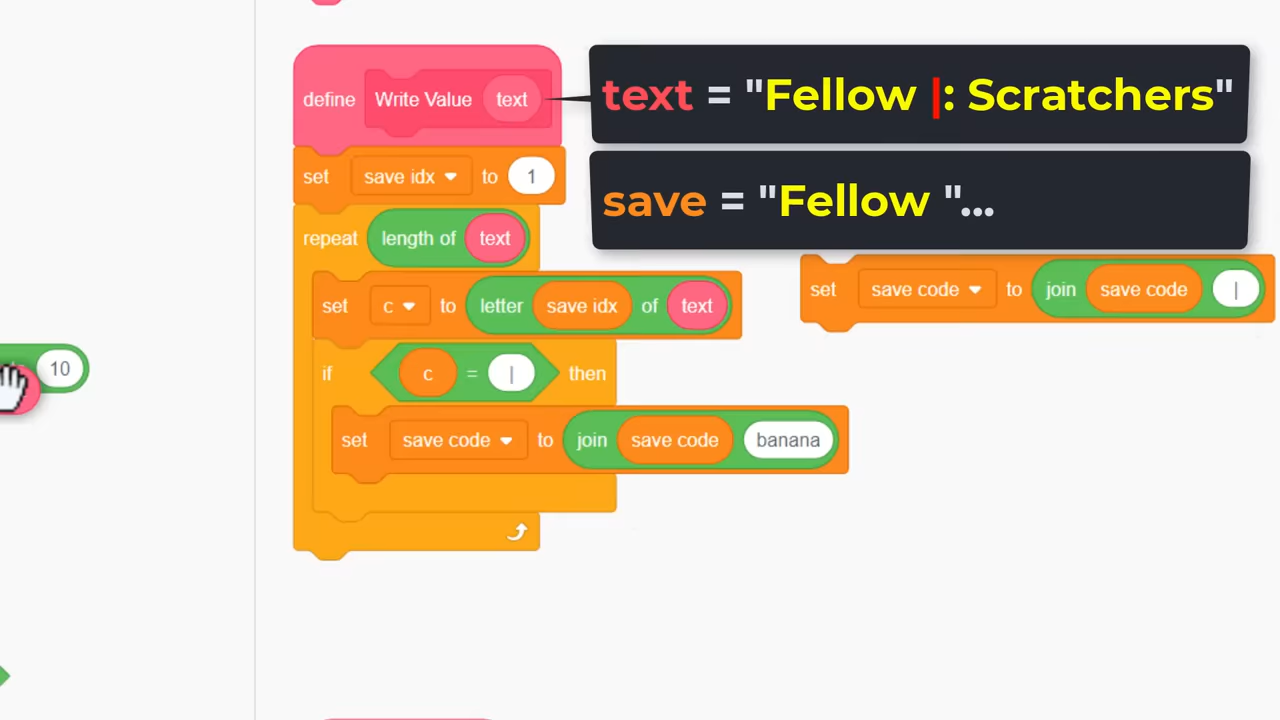 define Write Value text
text = "Fellow |: Scratchers"
set save idx to 1
save = "Fellow "...
repeat length of text
set save code to join save code |
set c to letter save idx of text
if c = | then
10
set save code to join save code banana